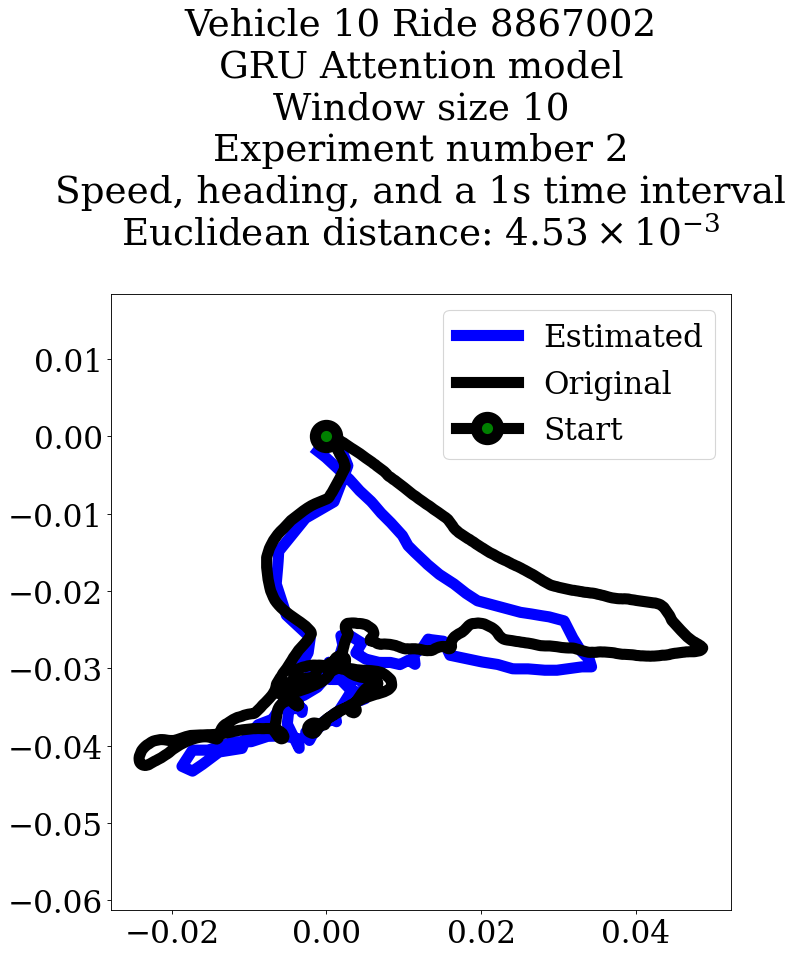 Vehicle 10 Ride 8867002
GRU Attention model
Window size 10
Experiment number 2
Speed, heading, and a 1s time interval
Euclidean distance: 4.53 × 10⁻³
Estimated
Original
Start
0.01
0.00
−0.01
−0.02
−0.03
−0.04
−0.05
−0.06
−0.02 0.00 0.02 0.04